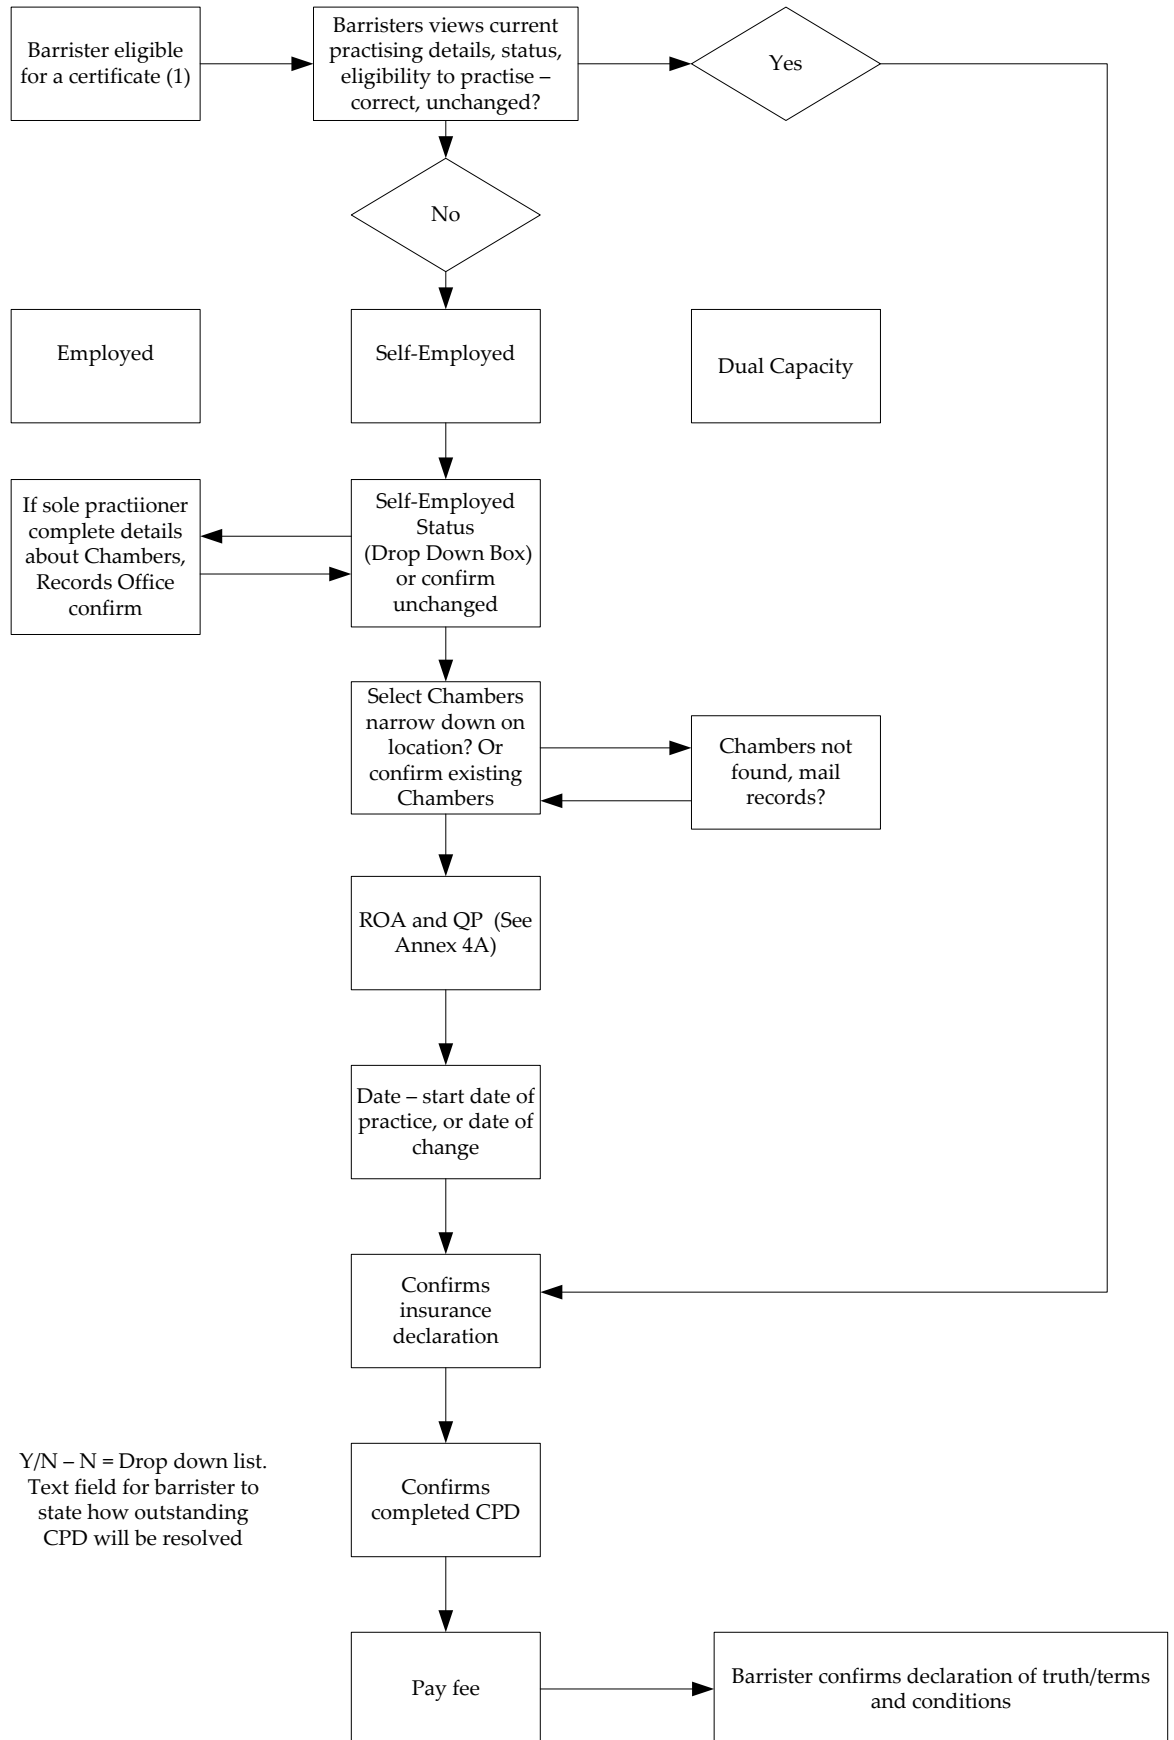 Barrister eligible
for a certificate (1)
Barristers views current
practising details, status,
eligibility to practise –
correct, unchanged?
Yes
No
Employed
Self-Employed
Dual Capacity
If sole practiioner
complete details
about Chambers,
Records Office
confirm
Self-Employed
Status
(Drop Down Box)
or confirm
unchanged
Select Chambers
narrow down on
location? Or
confirm existing
Chambers
Chambers not
found, mail
records?
ROA and QP  (See
Annex 4A)
Date – start date of
practice, or date of
change
Confirms
insurance
declaration
Y/N – N = Drop down list.
Text field for barrister to
state how outstanding
CPD will be resolved
Confirms
completed CPD
Pay fee
Barrister confirms declaration of truth/terms
and conditions